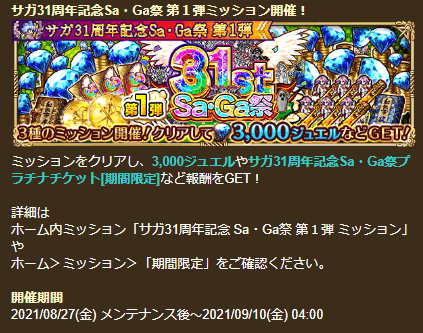 サガ31周年記念Sa・Ga祭 第１弾ミッション開催！
サガ31周年記念Sa・Ga祭 第１弾
31st
第1弾 Sa・Ga祭
3種のミッション開催！クリアして 3,000ジュエルなどGET！
ミッションをクリアし、3,000ジュエルやサガ31周年記念Sa・Ga祭プ
ラチナチケット[期間限定]など報酬をGET！
詳細は
ホーム内ミッション「サガ31周年記念 Sa・Ga祭 第１弾 ミッション」
や
ホーム＞ミッション＞「期間限定」をご確認ください。
開催期間
2021/08/27(金) メンテナンス後～2021/09/10(金) 04:00